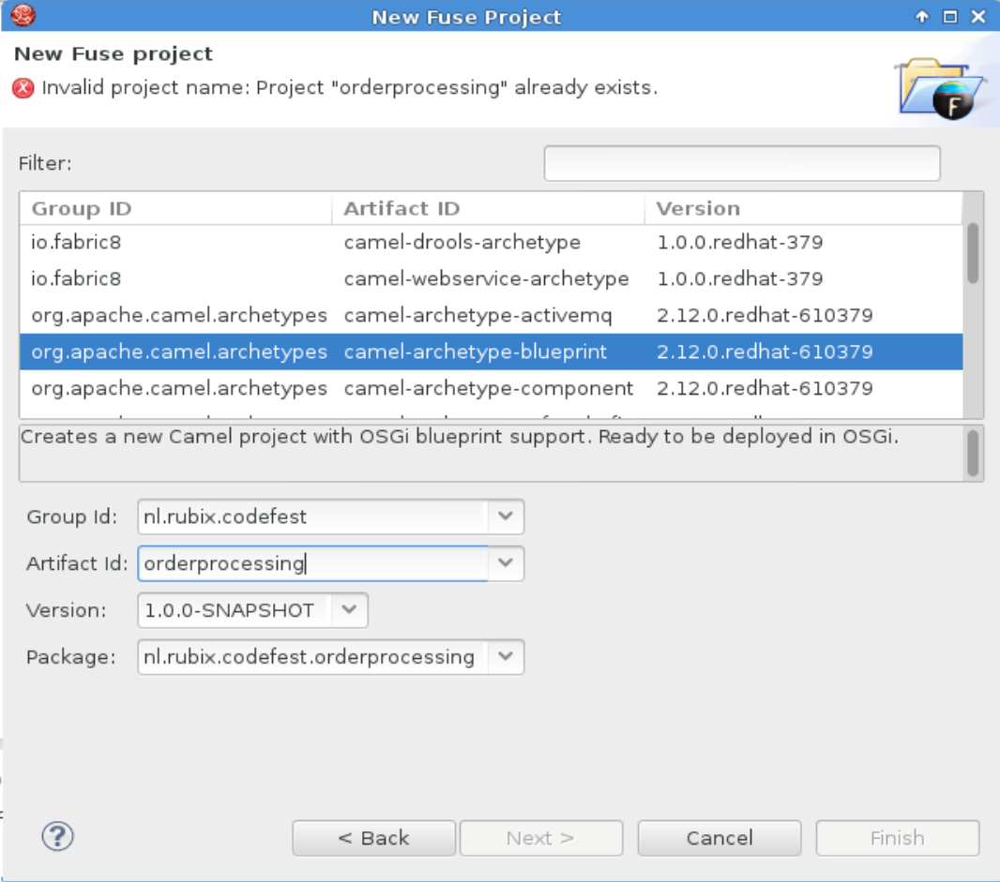 New Fuse Project
New Fuse project
Invalid project name: Project "orderprocessing" already exists.
F
Filter:
Group ID Artifact ID Version
io.fabric8 camel-drools-archetype 1.0.0.redhat-379
io.fabric8 camel-webservice-archetype 1.0.0.redhat-379
org.apache.camel.archetypes camel-archetype-activemq 2.12.0.redhat-610379
org.apache.camel.archetypes camel-archetype-blueprint 2.12.0.redhat-610379
org.apache.camel.archetypes camel-archetype-component 2.12.0.redhat-610379
Creates a new Camel project with OSGi blueprint support. Ready to be deployed in OSGi.
Group Id: nl.rubix.codefest
Artifact Id: orderprocessing
Version: 1.0.0-SNAPSHOT
Package: nl.rubix.codefest.orderprocessing
? < Back Next > Cancel Finish